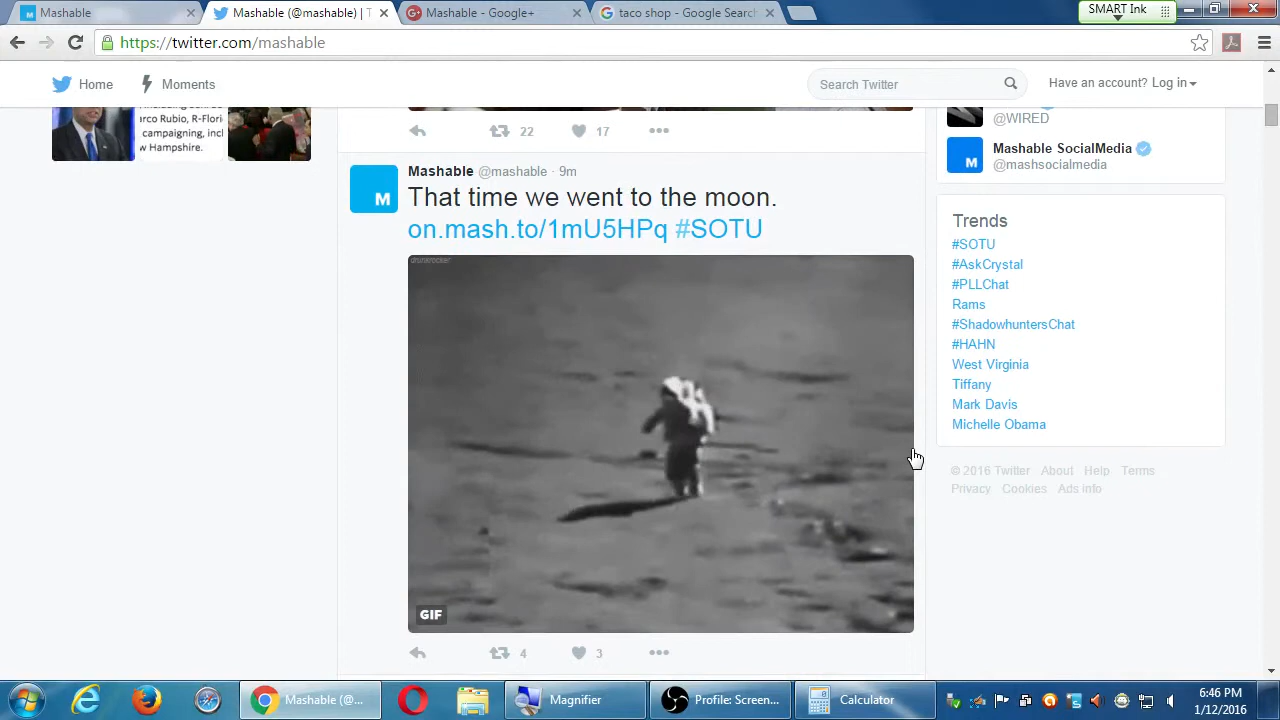 Mashable
Mashable (@mashable) | T
Mashable - Google+
taco shop - Google Search
SMART Ink
https://twitter.com/mashable
Home
Moments
Search Twitter
Have an account? Log in
including
rco Rubio, R-Flori
campaigning, incl
w Hampshire.
22
17
@WIRED
Mashable SocialMedia
@mashsocialmedia
Mashable @mashable · 9m
That time we went to the moon.
on.mash.to/1mU5HPq #SOTU
GIF
4
3
Trends
#SOTU
#AskCrystal
#PLLChat
Rams
#ShadowhuntersChat
#HAHN
West Virginia
Tiffany
Mark Davis
Michelle Obama
© 2016 Twitter About Help Terms
Privacy Cookies Ads info
Mashable (@...
Magnifier
Profile: Screen...
Calculator
6:46 PM
1/12/2016